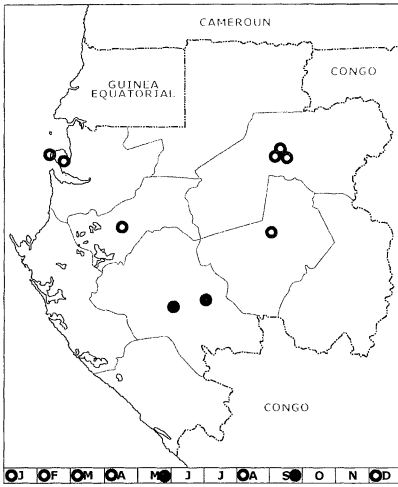 CAMEROUN
CONGO
GUINEA
EQUATORIAL
CONGO
J F M A M J J A S O N D